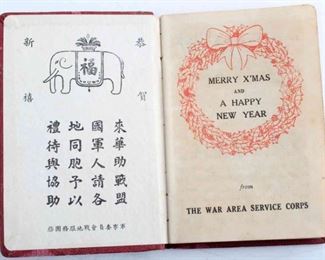 恭賀
新禧
福
來華助戰盟
國軍人請各
地同胞予以
禮待與協助
軍事委員會戰地服務團印
MERRY X'MAS
AND
A HAPPY
NEW YEAR
from
THE WAR AREA SERVICE CORPS